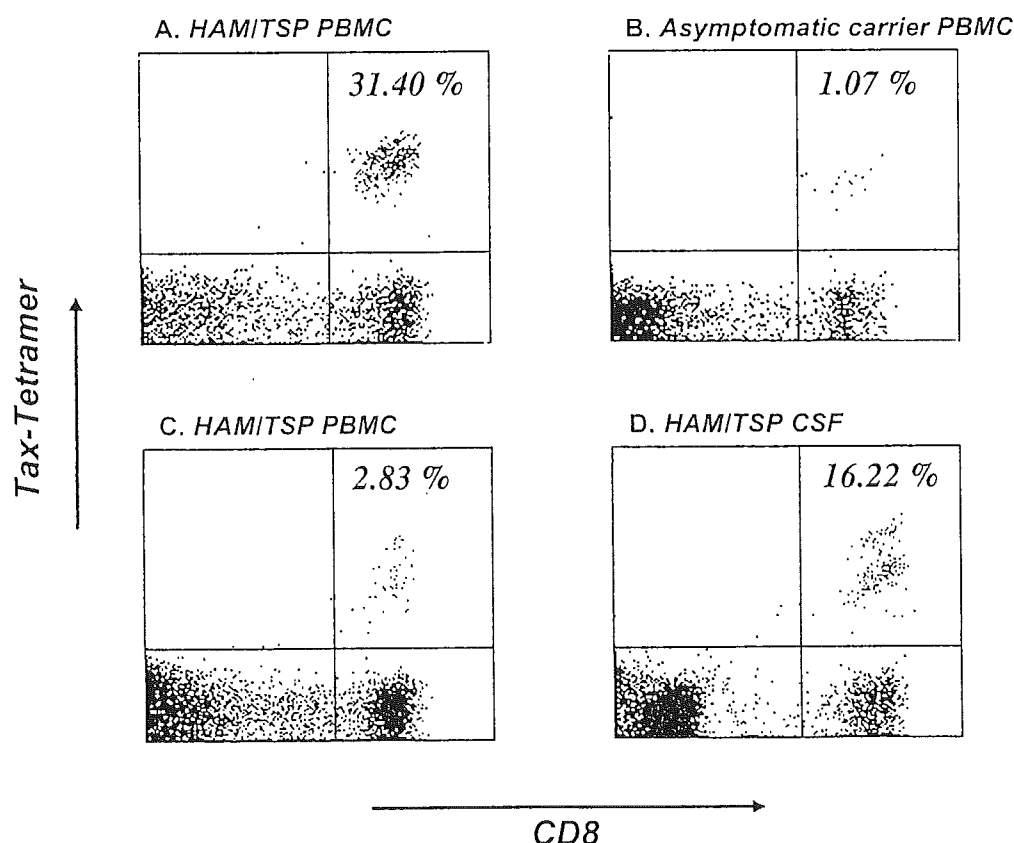 A. HAM/TSP PBMC
B. Asymptomatic carrier PBMC
31.40 %
1.07 %
Tax-Tetramer
C. HAM/TSP PBMC
D. HAM/TSP CSF
2.83 %
16.22 %
CD8